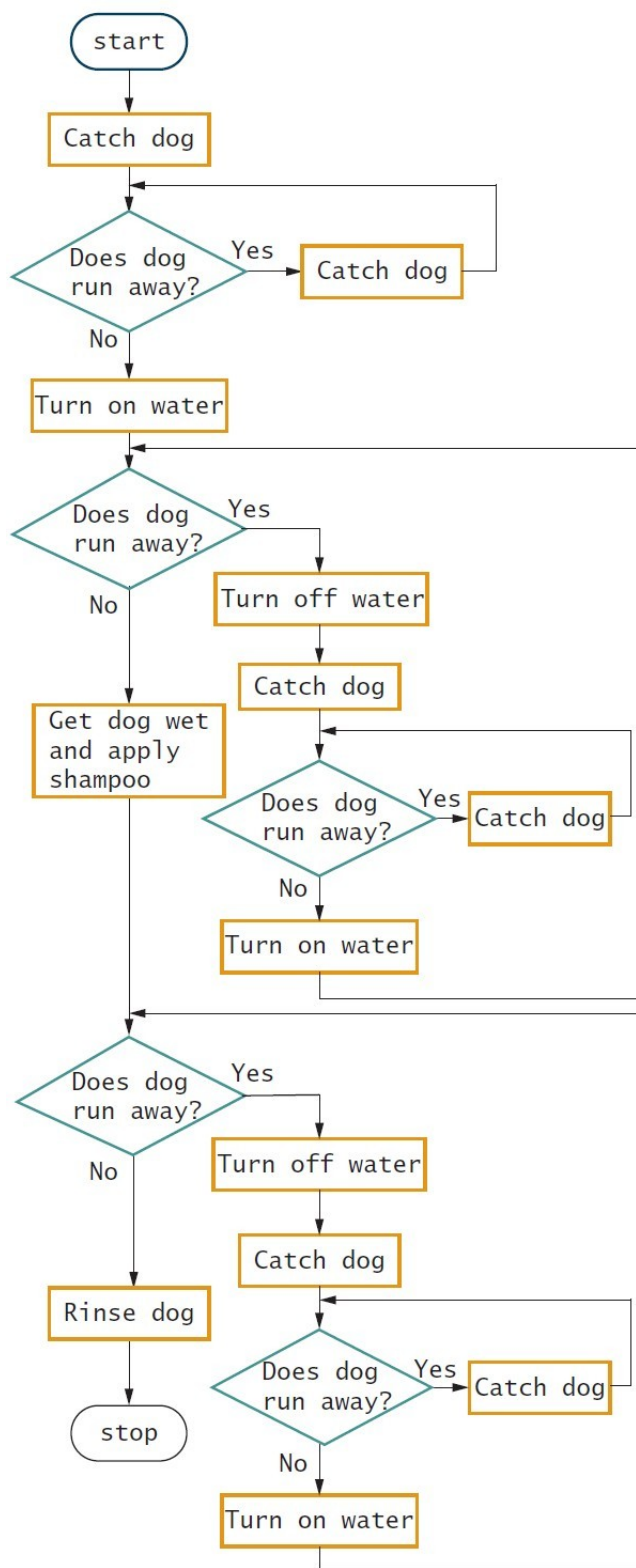 start
Catch dog
Does dog
run away?
Yes
Catch dog
No
Turn on water
Does dog
run away?
Yes
No
Turn off water
Catch dog
Get dog wet
and apply
shampoo
Does dog
run away?
Yes
Catch dog
No
Turn on water
Does dog
run away?
Yes
No
Turn off water
Catch dog
Rinse dog
stop
Does dog
run away?
Yes
Catch dog
No
Turn on water